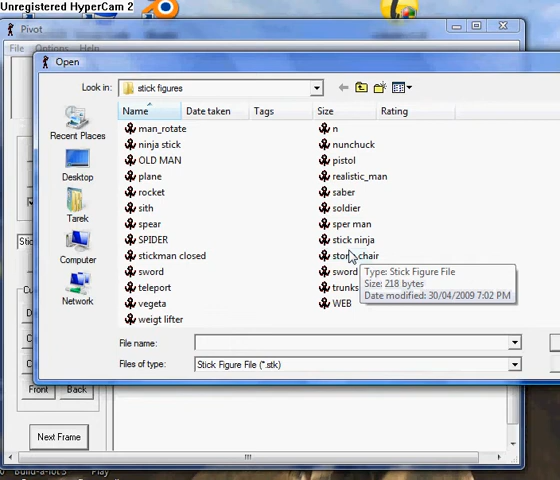 Unregistered HyperCam 2
Pivot
File Options Help
Open
Look in: stick figures
Name Date taken Tags Size Rating
Recent Places
Desktop
Tarek
Computer
Network
man_rotate n
ninja stick nunchuck
OLD MAN pistol
plane realistic_man
rocket saber
sith soldier
spear sper man
SPIDER stick ninja
stickman closed
sword sword
teleport trunks
vegeta WEB
weigt lifter
Type: Stick Figure File
Size: 218 bytes
Date modified: 30/04/2009 7:02 PM
File name:
Files of type: Stick Figure File (*.stk)
Front Back
Next Frame
Play